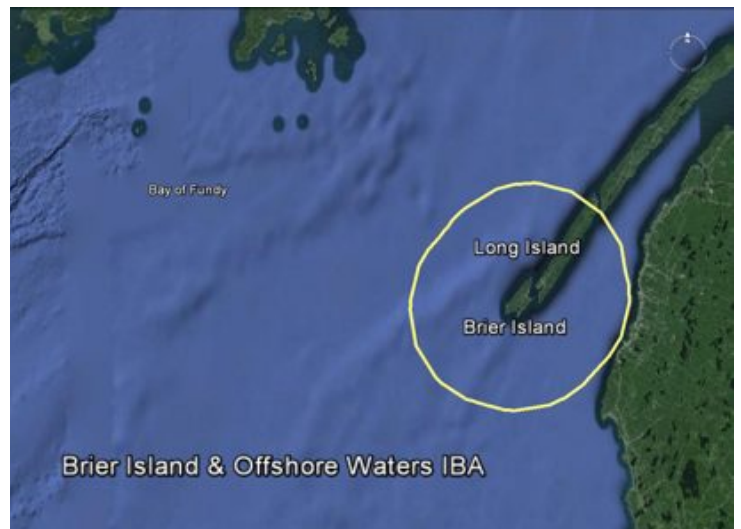 Bay of Fundy
Long Island
Brier Island
Brier Island & Offshore Waters IBA